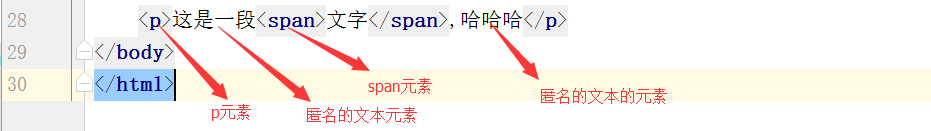 28 <p>这是一段<span>文字</span>,哈哈哈</p>
29 </body>
30 </html>
span元素
匿名的文本的元素
p元素
匿名的文本元素